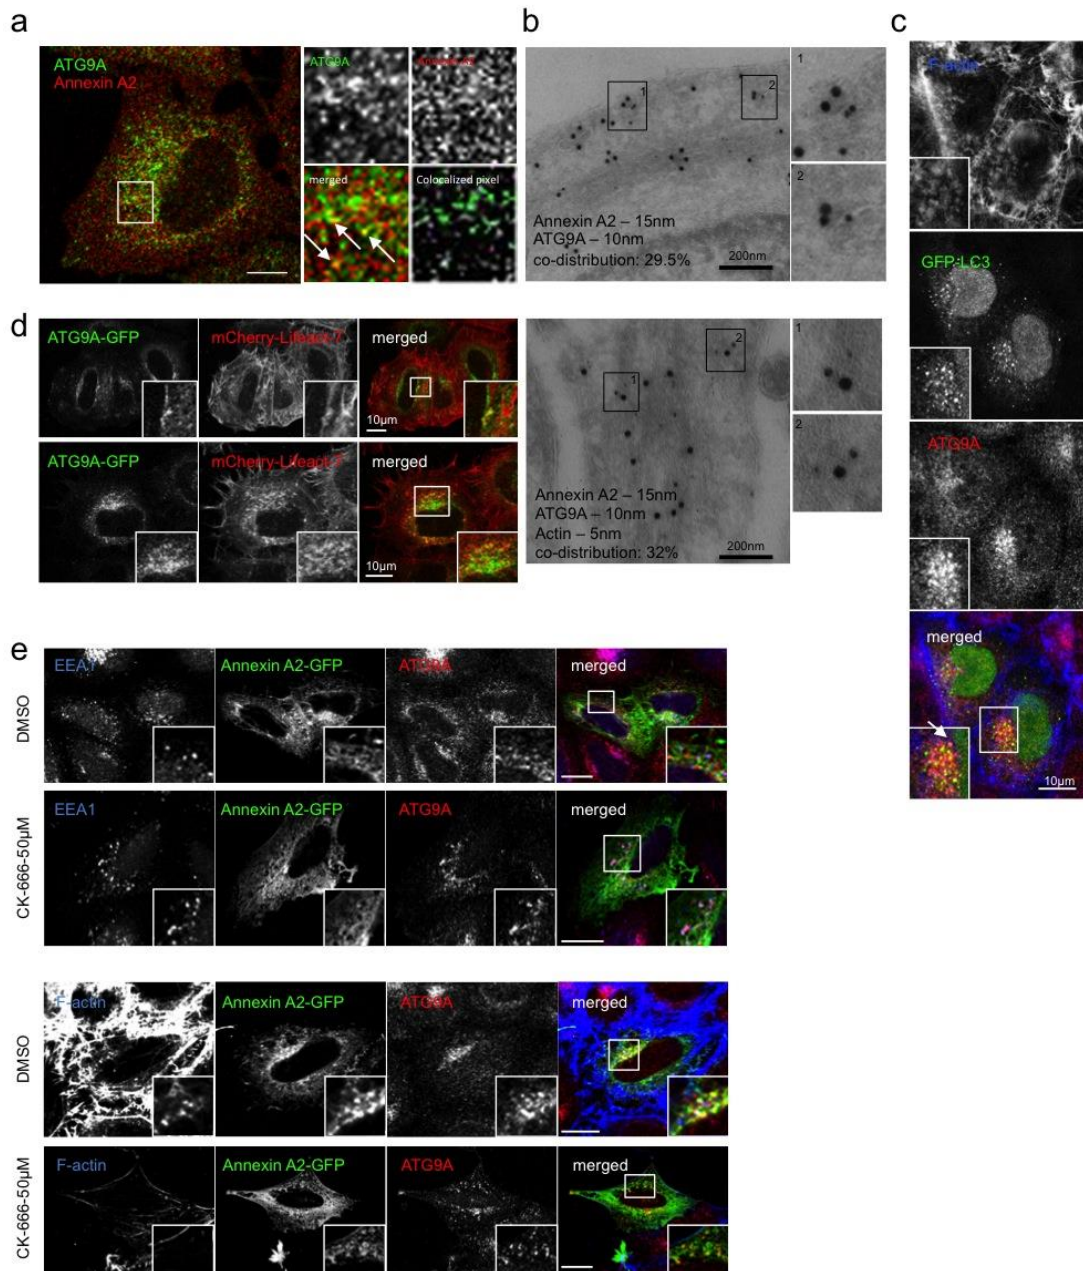 a
ATG9A
Annexin A2
ATG9A
Annexin A2
merged
Colocalized pixel
b
1
2
Annexin A2 – 15nm
ATG9A – 10nm
co-distribution: 29.5%
200nm
1
2
1
2
Annexin A2 – 15nm
ATG9A – 10nm
Actin – 5nm
co-distribution: 32%
200nm
1
2
c
F-actin
GFP-LC3
ATG9A
merged
10µm
d
ATG9A-GFP
mCherry-Lifeact-7
merged
10µm
ATG9A-GFP
mCherry-Lifeact-7
merged
10µm
e
DMSO
EEA1
Annexin A2-GFP
ATG9A
merged
CK-666-50µM
EEA1
Annexin A2-GFP
ATG9A
merged
DMSO
F-actin
Annexin A2-GFP
ATG9A
merged
CK-666-50µM
F-actin
Annexin A2-GFP
ATG9A
merged